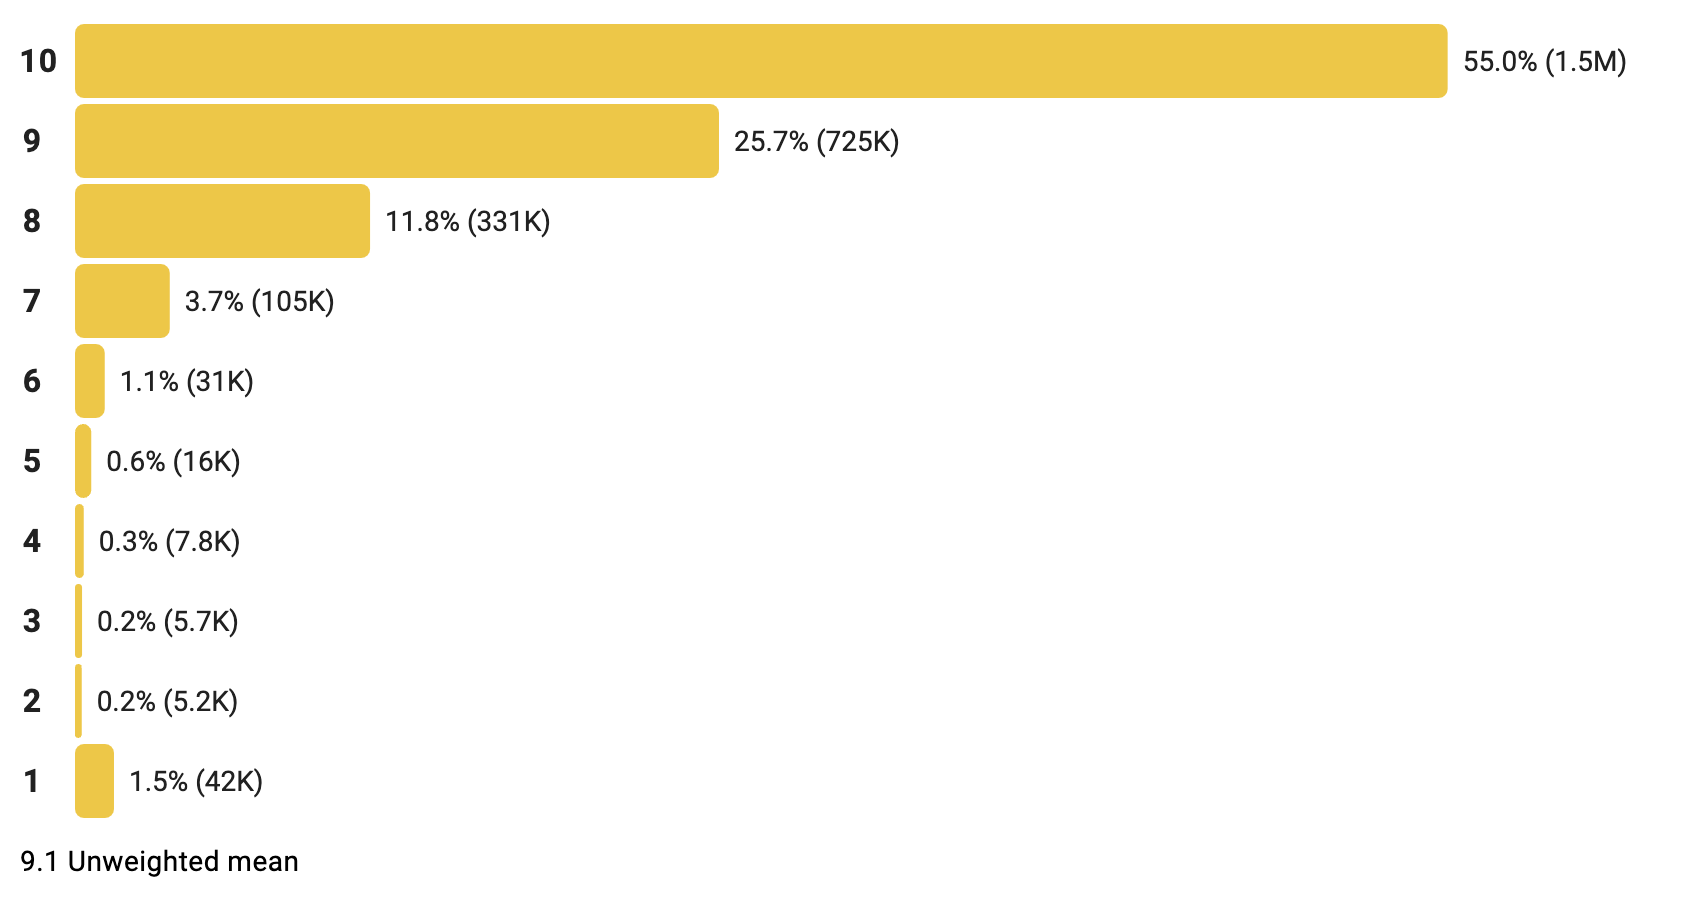 10 55.0% (1.5M)
9 25.7% (725K)
8 11.8% (331K)
7 3.7% (105K)
6 1.1% (31K)
5 0.6% (16K)
4 0.3% (7.8K)
3 0.2% (5.7K)
2 0.2% (5.2K)
1 1.5% (42K)
9.1 Unweighted mean